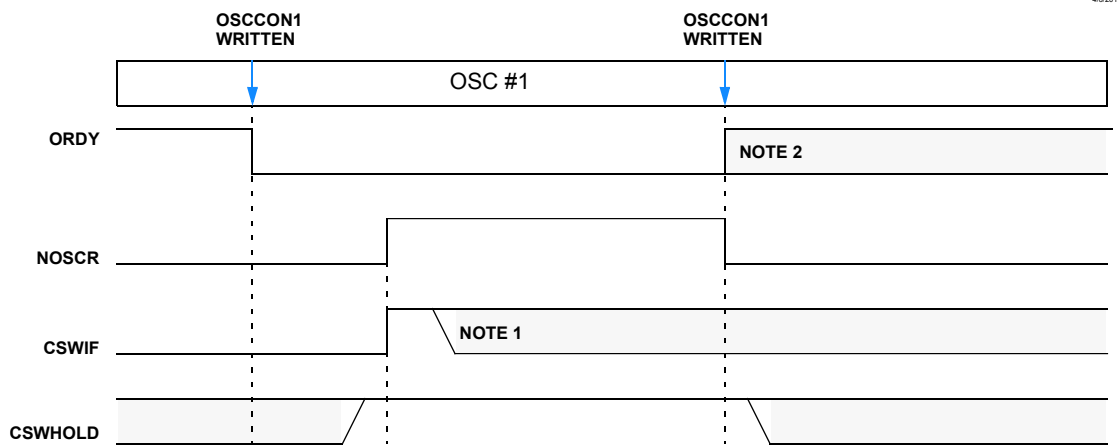 OSCCON1 OSCCON1
WRITTEN WRITTEN
OSC #1
ORDY
NOTE 2
NOSCR
NOTE 1
CSWIF
CSWHOLD